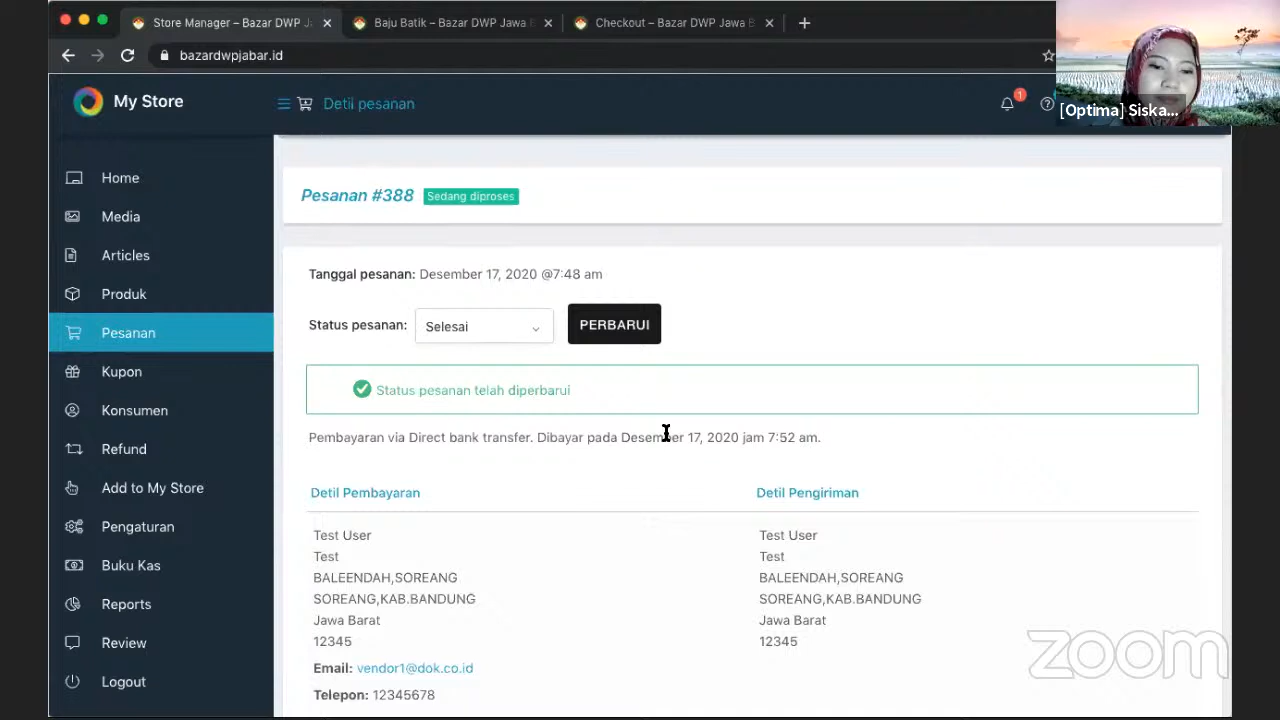 Store Manager – Bazar DWP J
Baju Batik – Bazar DWP Jawa
Checkout – Bazar DWP Jawa B
bazardwpjabar.id
My Store
Detil pesanan
1
[Optima] Siska...
Home
Media
Articles
Produk
Pesanan
Kupon
Konsumen
Refund
Add to My Store
Pengaturan
Buku Kas
Reports
Review
Logout
Pesanan #388 Sedang diproses
Tanggal pesanan: Desember 17, 2020 @7:48 am
Status pesanan: Selesai PERBARUI
Status pesanan telah diperbarui
Pembayaran via Direct bank transfer. Dibayar pada Desember 17, 2020 jam 7:52 am.
Detil Pembayaran
Test User
Test
BALEENDAH,SOREANG
SOREANG,KAB.BANDUNG
Jawa Barat
12345
Email: vendor1@dok.co.id
Telepon: 12345678
Detil Pengiriman
Test User
Test
BALEENDAH,SOREANG
SOREANG,KAB.BANDUNG
Jawa Barat
12345
zoom